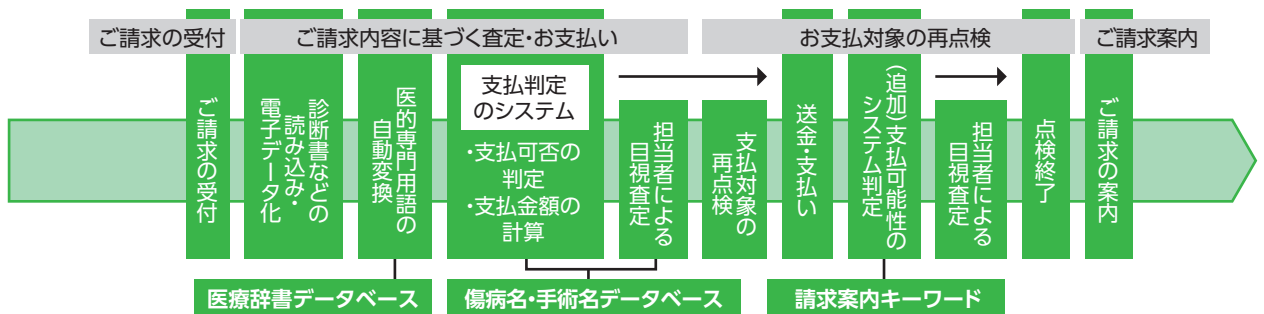 ご請求の受付
ご請求内容に基づく査定・お支払い
お支払対象の再点検
ご請求案内
ご請求の受付
診断書などの
読み込み・
電子データ化
医的専門用語の
自動変換
支払判定
のシステム
・支払可否の
判定
・支払金額の
計算
担当者による
目視査定
支払対象の
再点検
送金・支払い
（追加）支払可能性の
システム判定
担当者による
目視査定
点検終了
ご請求の案内
医療辞書データベース
傷病名・手術名データベース
請求案内キーワード